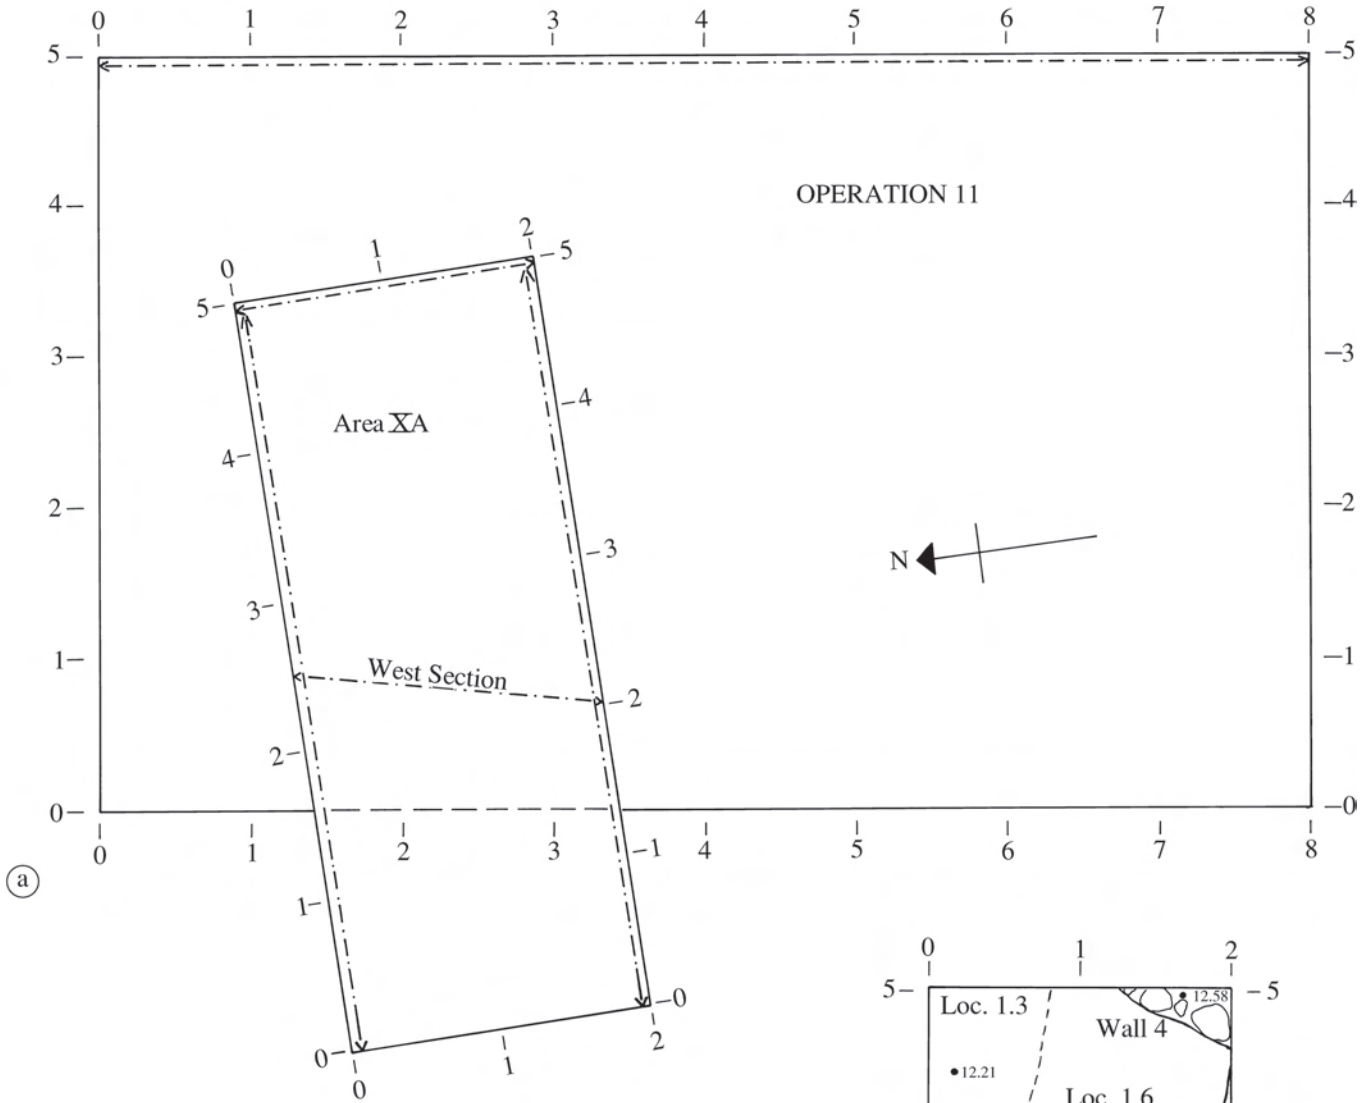 0 1 2 3 4 5 6 7 8
5 –5
OPERATION 11
4 –4
2
1 5
0
5
3 –3
Area XA 4
4
2 –2
3
N
3
1 –1
West Section
2
2
0 –0
0 1 2 3 1 4 5 6 7 8
a
1
0 1 2
5 –5
Loc. 1.3 12.58
0
Wall 4
0 1 2
0
12.21
Loc. 1.6